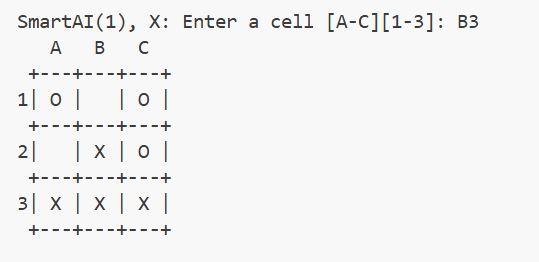 SmartAI(1), X: Enter a cell [A-C][1-3]: B3
    A   B   C
  +---+---+---+
1| O |   | O |
  +---+---+---+
2|   | X | O |
  +---+---+---+
3| X | X | X |
  +---+---+---+